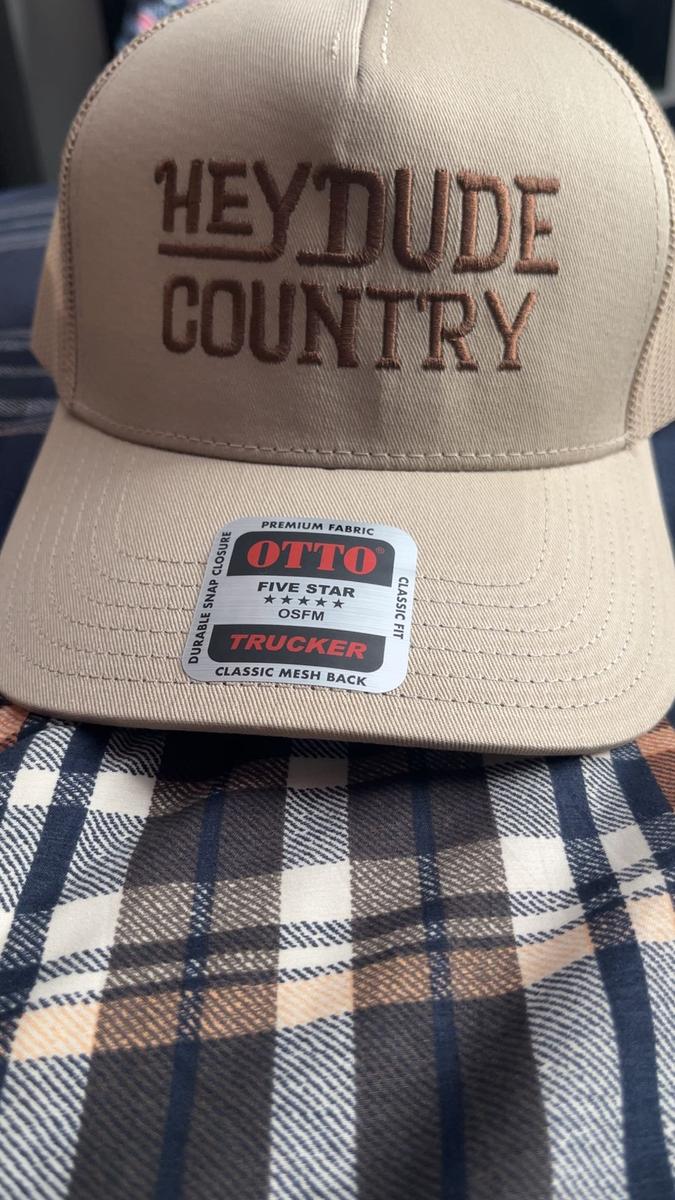 HEYDUDE
COUNTRY
PREMIUM FABRIC
DURABLE SNAP CLOSURE
OTTO®
FIVE STAR
★★★★★
OSFM
TRUCKER
CLASSIC FIT
CLASSIC MESH BACK